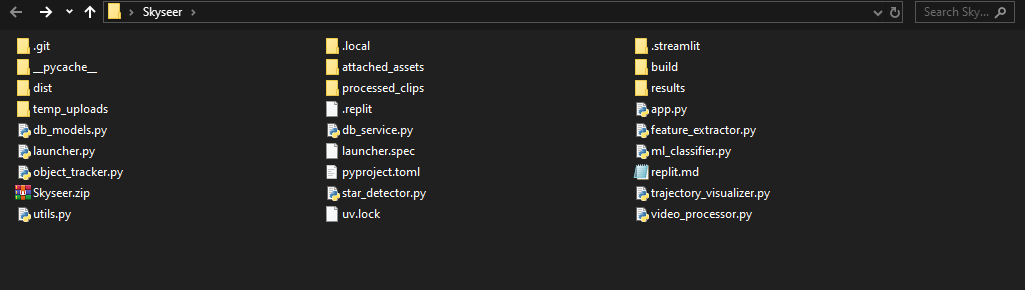 Skyseer
Search Sky...
.git .local .streamlit
__pycache__ attached_assets build
dist processed_clips results
temp_uploads .replit app.py
db_models.py db_service.py feature_extractor.py
launcher.py launcher.spec ml_classifier.py
object_tracker.py pyproject.toml replit.md
Skyseer.zip star_detector.py trajectory_visualizer.py
utils.py uv.lock video_processor.py